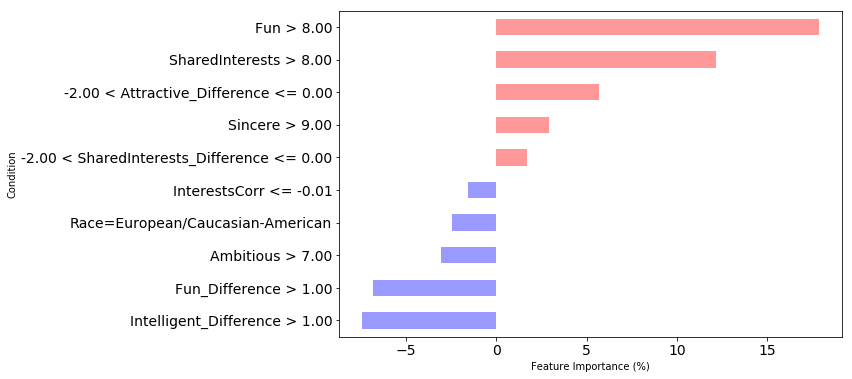 Fun > 8.00
SharedInterests > 8.00
-2.00 < Attractive_Difference <= 0.00
Sincere > 9.00
-2.00 < SharedInterests_Difference <= 0.00
InterestsCorr <= -0.01
Race=European/Caucasian-American
Ambitious > 7.00
Fun_Difference > 1.00
Intelligent_Difference > 1.00
Condition
−5 0 5 10 15
Feature Importance (%)